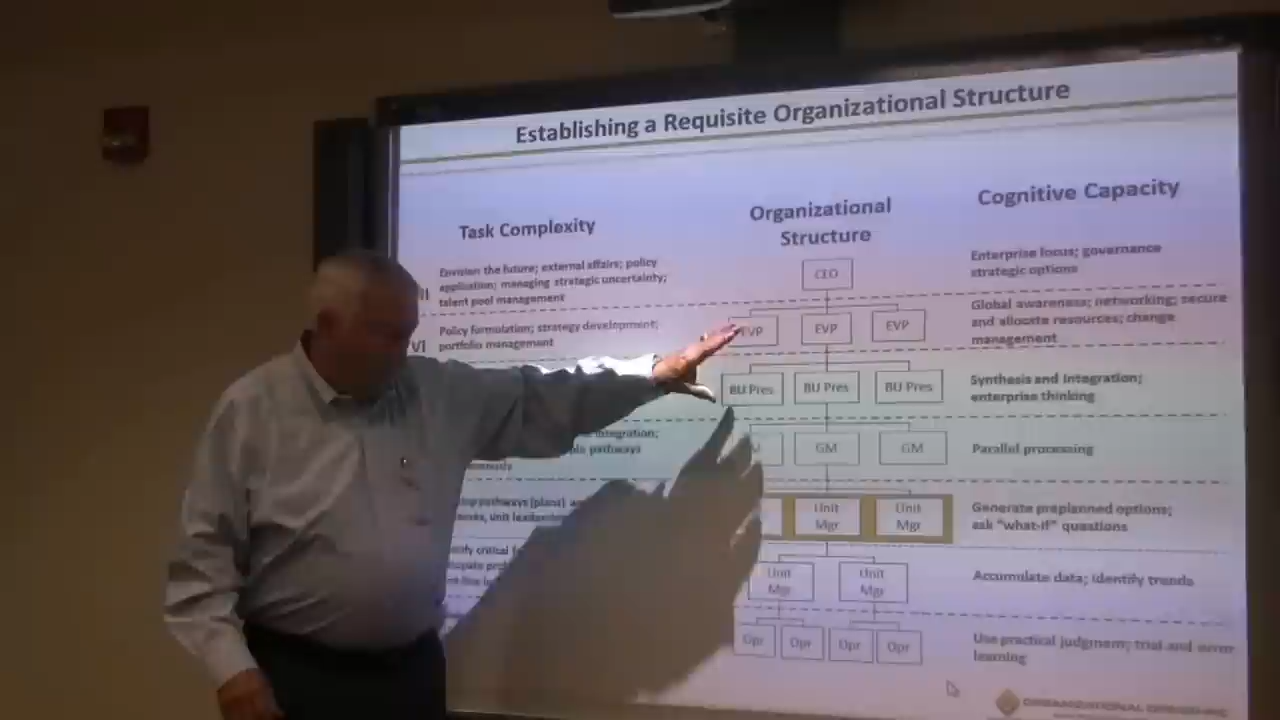 Establishing a Requisite Organizational Structure
Task Complexity
Organizational
Structure
Cognitive Capacity
Envision the future; external affairs; policy
application; managing strategic uncertainty;
talent pool management
CEO
Enterprise focus; governance
strategic options
VI
Policy formulation; strategy development;
portfolio management
EVP
EVP
EVP
Global awareness; networking; secure
and allocate resources; change
management
BU Pres
BU Pres
BU Pres
Synthesis and integration;
enterprise thinking
integration;
pathways
GM
GM
Parallel processing
pathways (plans)
unit
Unit
Mgr
Unit
Mgr
Generate preplanned options;
ask "what-if" questions
critical
Unit
Mgr
Unit
Mgr
Accumulate data; identify trends
Opr
Opr
Opr
Opr
Use practical judgment; trial and error
learning